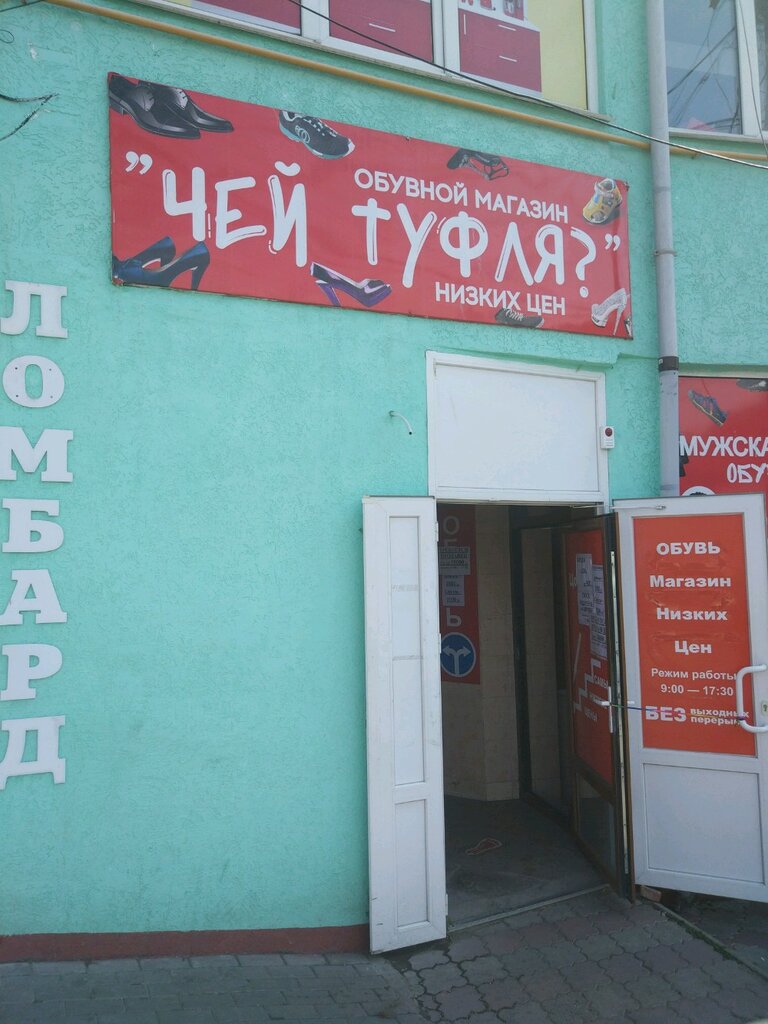 ОБУВНОЙ МАГАЗИН
"ЧЕЙ ТУФЛЯ?"
НИЗКИХ ЦЕН
ЛОМБАРД
МУЖСКА
ОБУ
ОБУВЬ
Магазин
Низких
Цен
Режим работы
9:00 — 17:30
БЕЗ выходных
перерыв